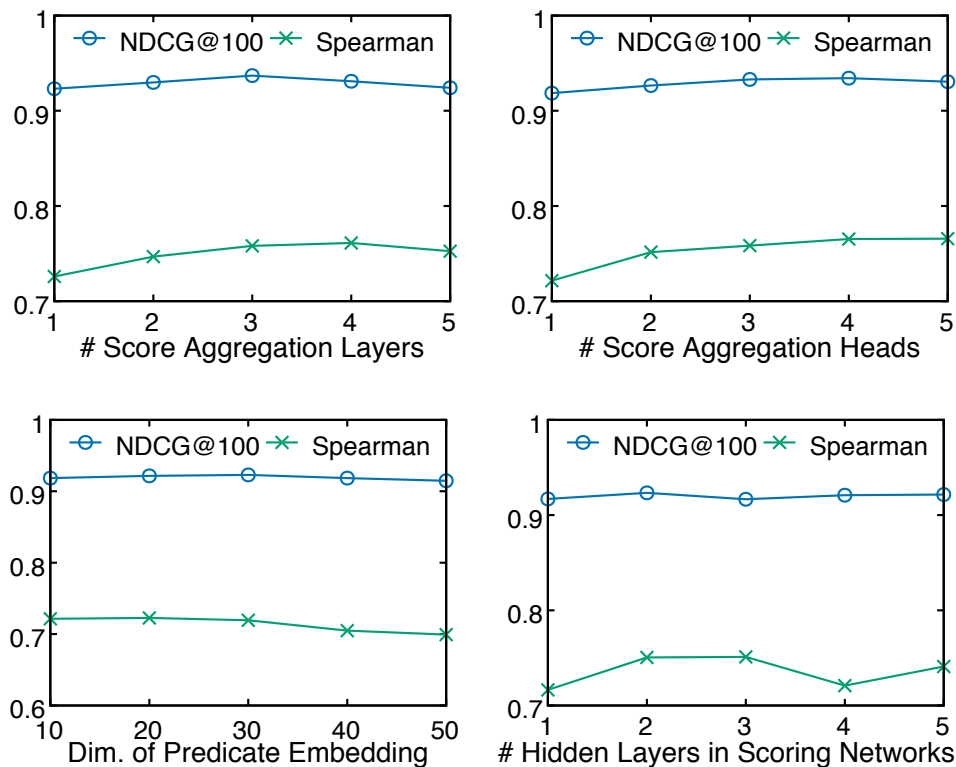 1
NDCG@100 Spearman
0.9
0.8
0.7
1 2 3 4 5
# Score Aggregation Layers
1
NDCG@100 Spearman
0.9
0.8
0.7
1 2 3 4 5
# Score Aggregation Heads
1
NDCG@100 Spearman
0.9
0.8
0.7
0.6
10 20 30 40 50
Dim. of Predicate Embedding
1
NDCG@100 Spearman
0.9
0.8
0.7
1 2 3 4 5
# Hidden Layers in Scoring Networks